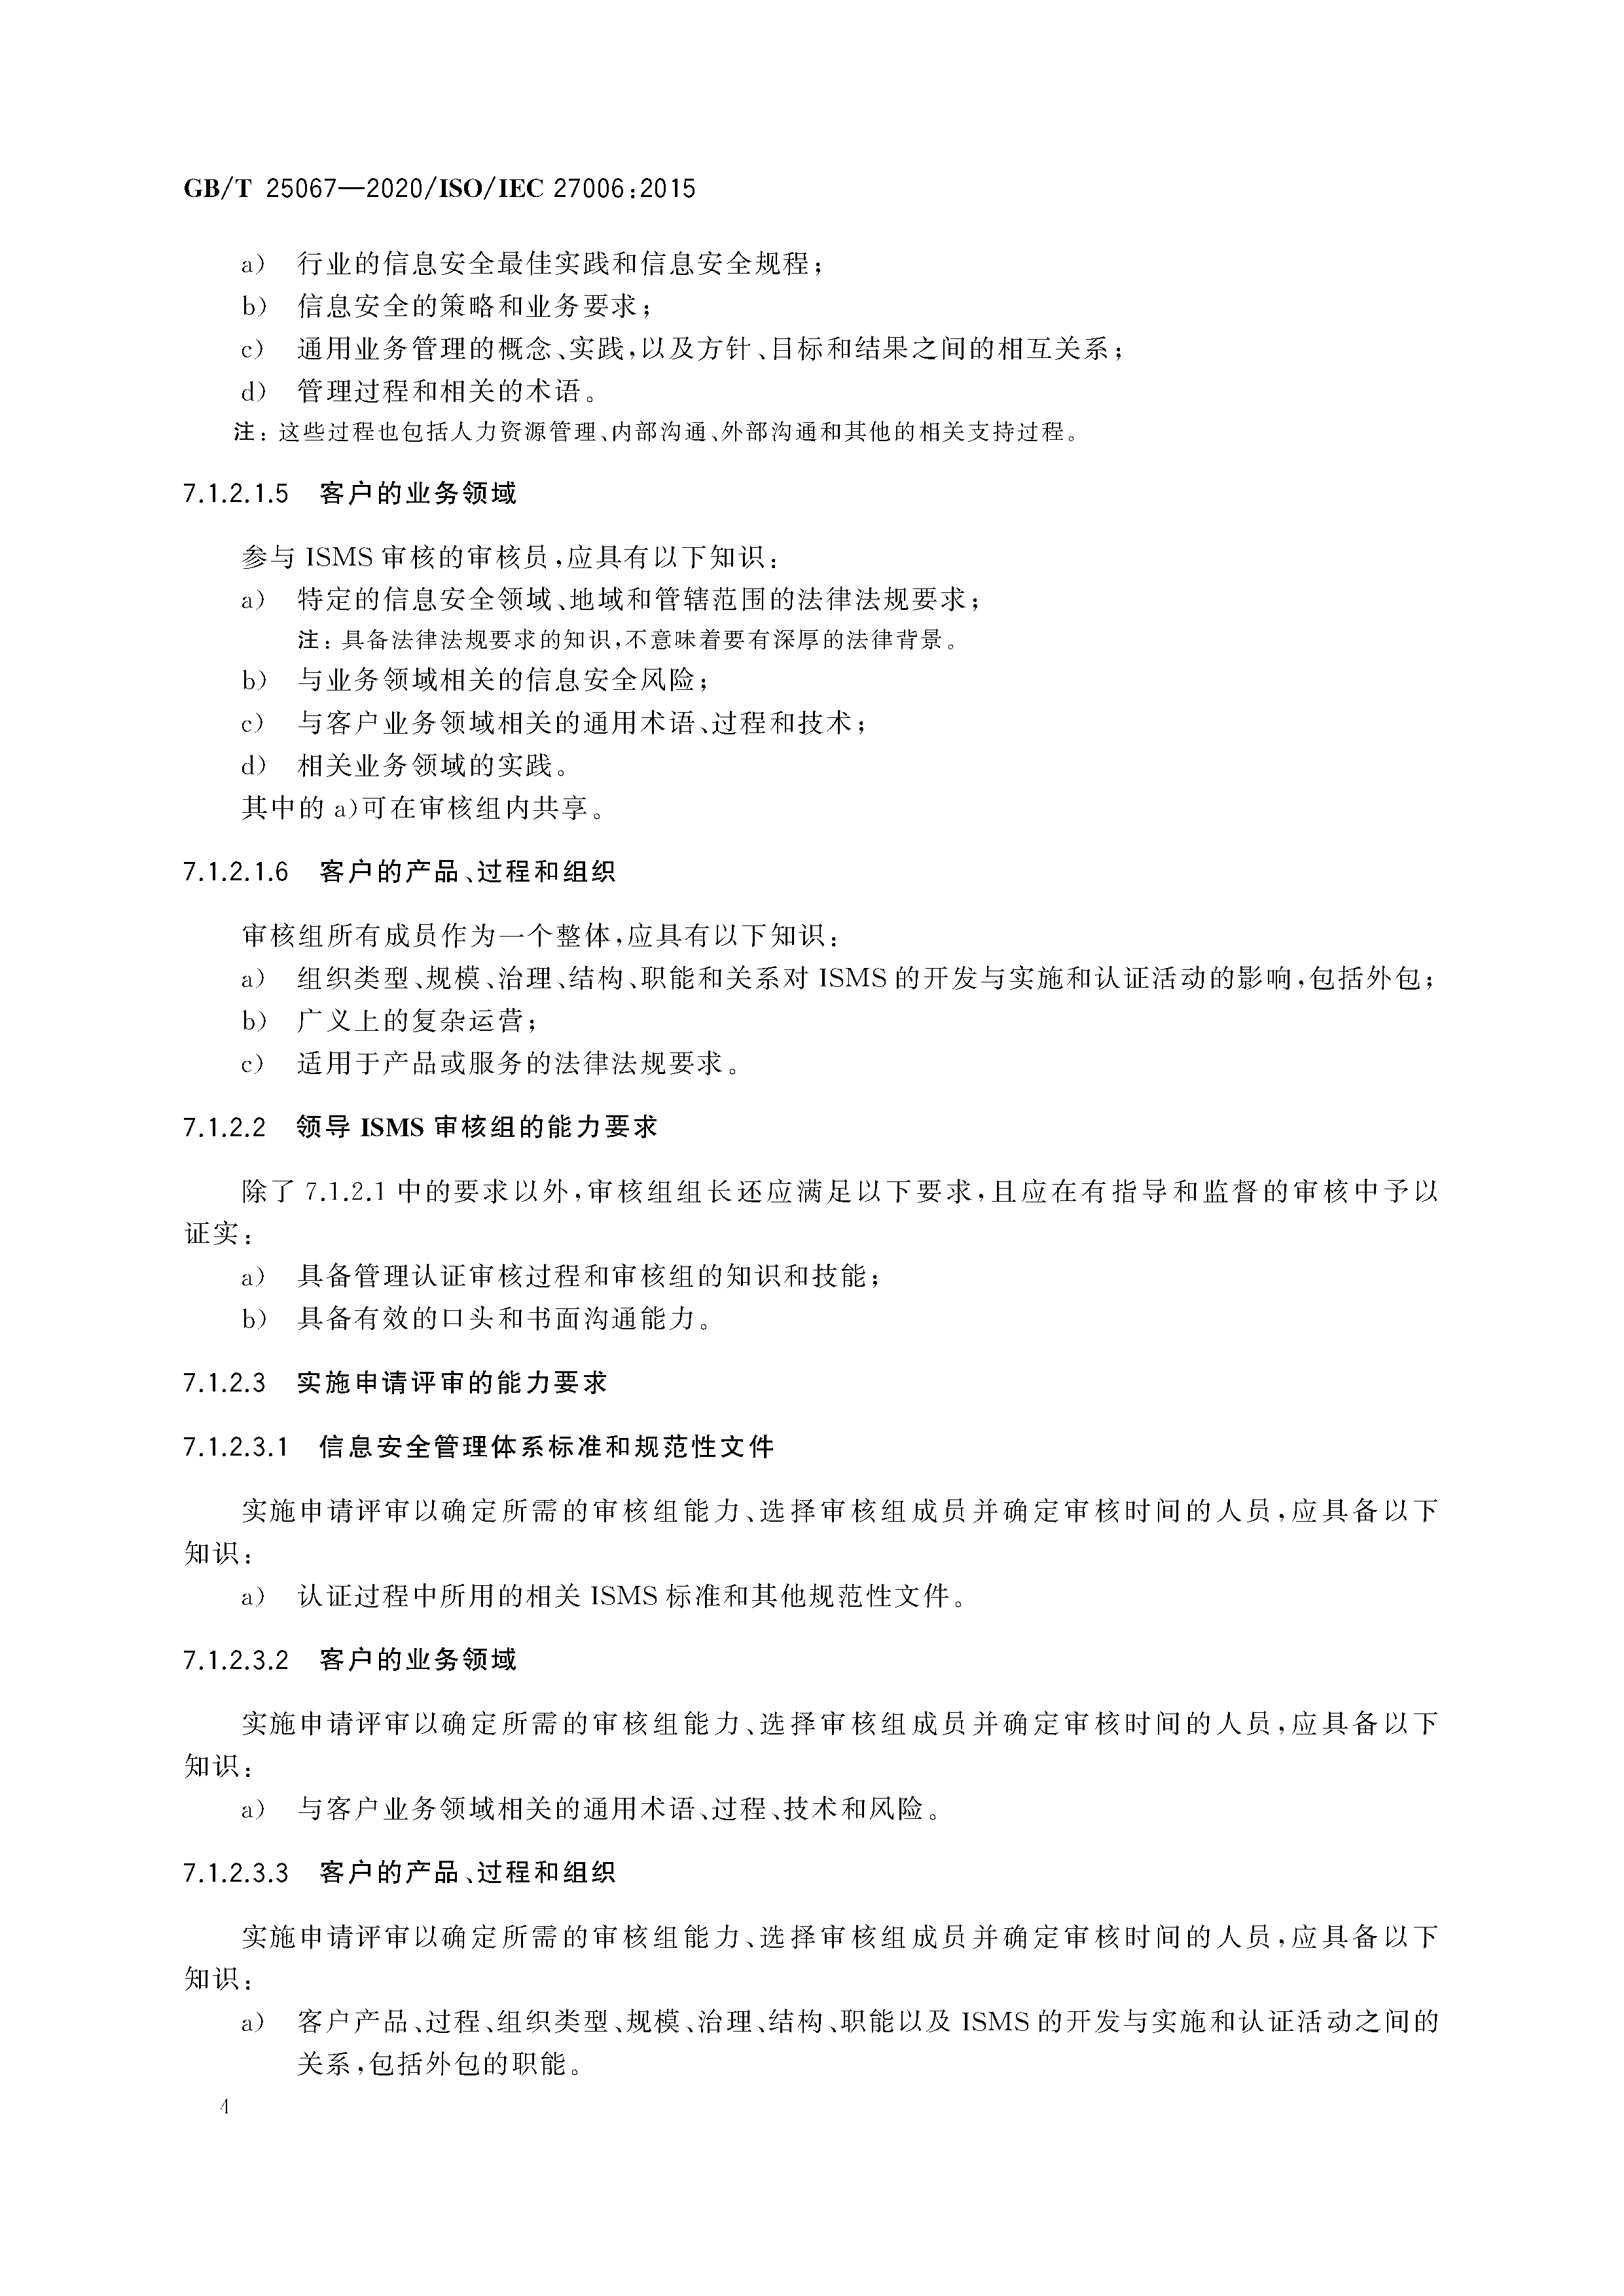 GB/T 25067—2020/ISO/IEC 27006:2015
a) 行业的信息安全最佳实践和信息安全规程；
b) 信息安全的策略和业务要求；
c) 通用业务管理的概念、实践，以及方针、目标和结果之间的相互关系；
d) 管理过程和相关的术语。
注：这些过程也包括人力资源管理、内部沟通、外部沟通和其他的相关支持过程。
7.1.2.1.5 客户的业务领域
参与 ISMS 审核的审核员，应具有以下知识：
a) 特定的信息安全领域、地域和管辖范围的法律法规要求；
注：具备法律法规要求的知识，不意味着要有深厚的法律背景。
b) 与业务领域相关的信息安全风险；
c) 与客户业务领域相关的通用术语、过程和技术；
d) 相关业务领域的实践。
其中的 a)可在审核组内共享。
7.1.2.1.6 客户的产品、过程和组织
审核组所有成员作为一个整体，应具有以下知识：
a) 组织类型、规模、治理、结构、职能和关系对 ISMS 的开发与实施和认证活动的影响，包括外包；
b) 广义上的复杂运营；
c) 适用于产品或服务的法律法规要求。
7.1.2.2 领导 ISMS 审核组的能力要求
除了 7.1.2.1 中的要求以外，审核组组长还应满足以下要求，且应在有指导和监督的审核中予以
证实：
a) 具备管理认证审核过程和审核组的知识和技能；
b) 具备有效的口头和书面沟通能力。
7.1.2.3 实施申请评审的能力要求
7.1.2.3.1 信息安全管理体系标准和规范性文件
实施申请评审以确定所需的审核组能力、选择审核组成员并确定审核时间的人员，应具备以下
知识：
a) 认证过程中所用的相关 ISMS 标准和其他规范性文件。
7.1.2.3.2 客户的业务领域
实施申请评审以确定所需的审核组能力、选择审核组成员并确定审核时间的人员，应具备以下
知识：
a) 与客户业务领域相关的通用术语、过程、技术和风险。
7.1.2.3.3 客户的产品、过程和组织
实施申请评审以确定所需的审核组能力、选择审核组成员并确定审核时间的人员，应具备以下
知识：
a) 客户产品、过程、组织类型、规模、治理、结构、职能以及 ISMS 的开发与实施和认证活动之间的
关系，包括外包的职能。
4